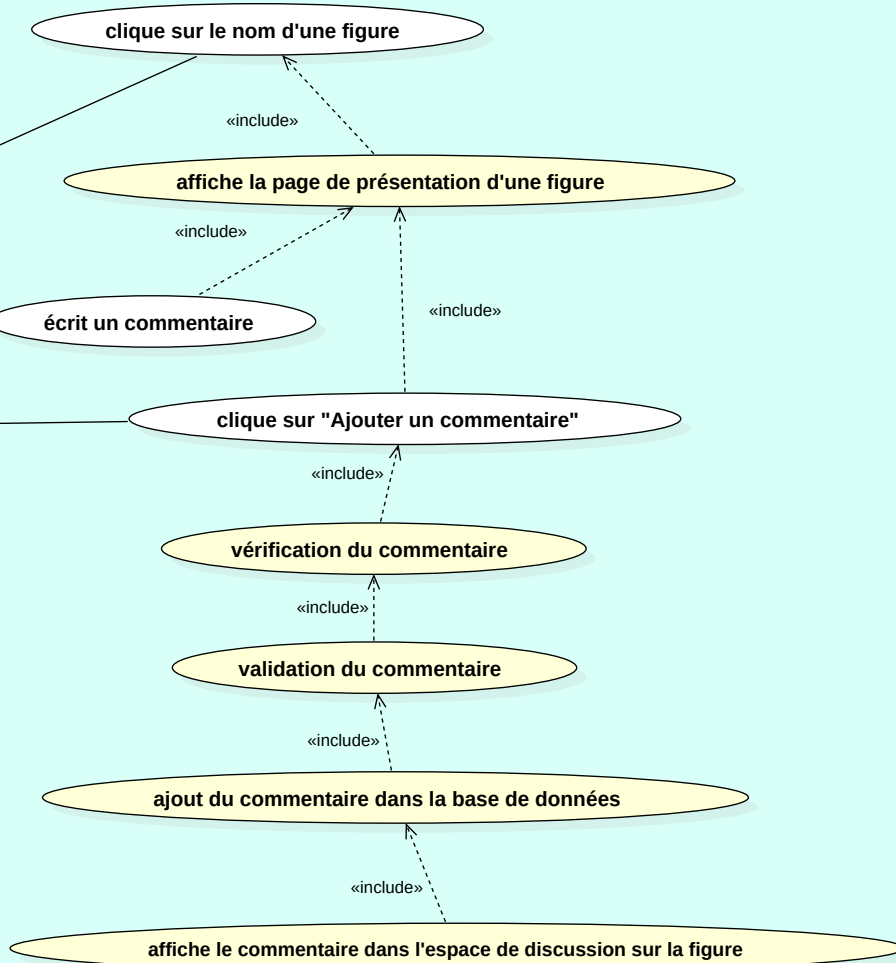 clique sur le nom d'une figure
«include»
affiche la page de présentation d'une figure
«include»
écrit un commentaire
«include»
clique sur "Ajouter un commentaire"
«include»
vérification du commentaire
«include»
validation du commentaire
«include»
ajout du commentaire dans la base de données
«include»
affiche le commentaire dans l'espace de discussion sur la figure